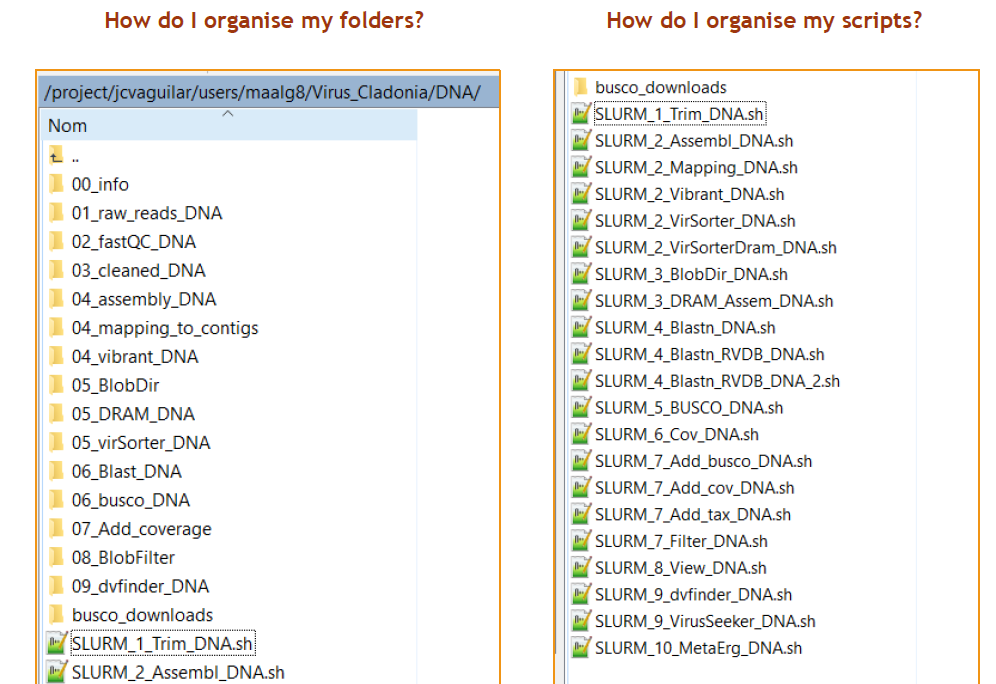 How do I organise my folders?
/project/jcvaguilar/users/maalg8/Virus_Cladonia/DNA/
Nom
..
00_info
01_raw_reads_DNA
02_fastQC_DNA
03_cleaned_DNA
04_assembly_DNA
04_mapping_to_contigs
04_vibrant_DNA
05_BlobDir
05_DRAM_DNA
05_virSorter_DNA
06_Blast_DNA
06_busco_DNA
07_Add_coverage
08_BlobFilter
09_dvfinder_DNA
busco_downloads
SLURM_1_Trim_DNA.sh
SLURM_2_Assembl_DNA.sh
How do I organise my scripts?
busco_downloads
SLURM_1_Trim_DNA.sh
SLURM_2_Assembl_DNA.sh
SLURM_2_Mapping_DNA.sh
SLURM_2_Vibrant_DNA.sh
SLURM_2_VirSorter_DNA.sh
SLURM_2_VirSorterDram_DNA.sh
SLURM_3_BlobDir_DNA.sh
SLURM_3_DRAM_Assem_DNA.sh
SLURM_4_Blastn_DNA.sh
SLURM_4_Blastn_RVDB_DNA.sh
SLURM_4_Blastn_RVDB_DNA_2.sh
SLURM_5_BUSCO_DNA.sh
SLURM_6_Cov_DNA.sh
SLURM_7_Add_busco_DNA.sh
SLURM_7_Add_cov_DNA.sh
SLURM_7_Add_tax_DNA.sh
SLURM_7_Filter_DNA.sh
SLURM_8_View_DNA.sh
SLURM_9_dvfinder_DNA.sh
SLURM_9_VirusSeeker_DNA.sh
SLURM_10_MetaErg_DNA.sh